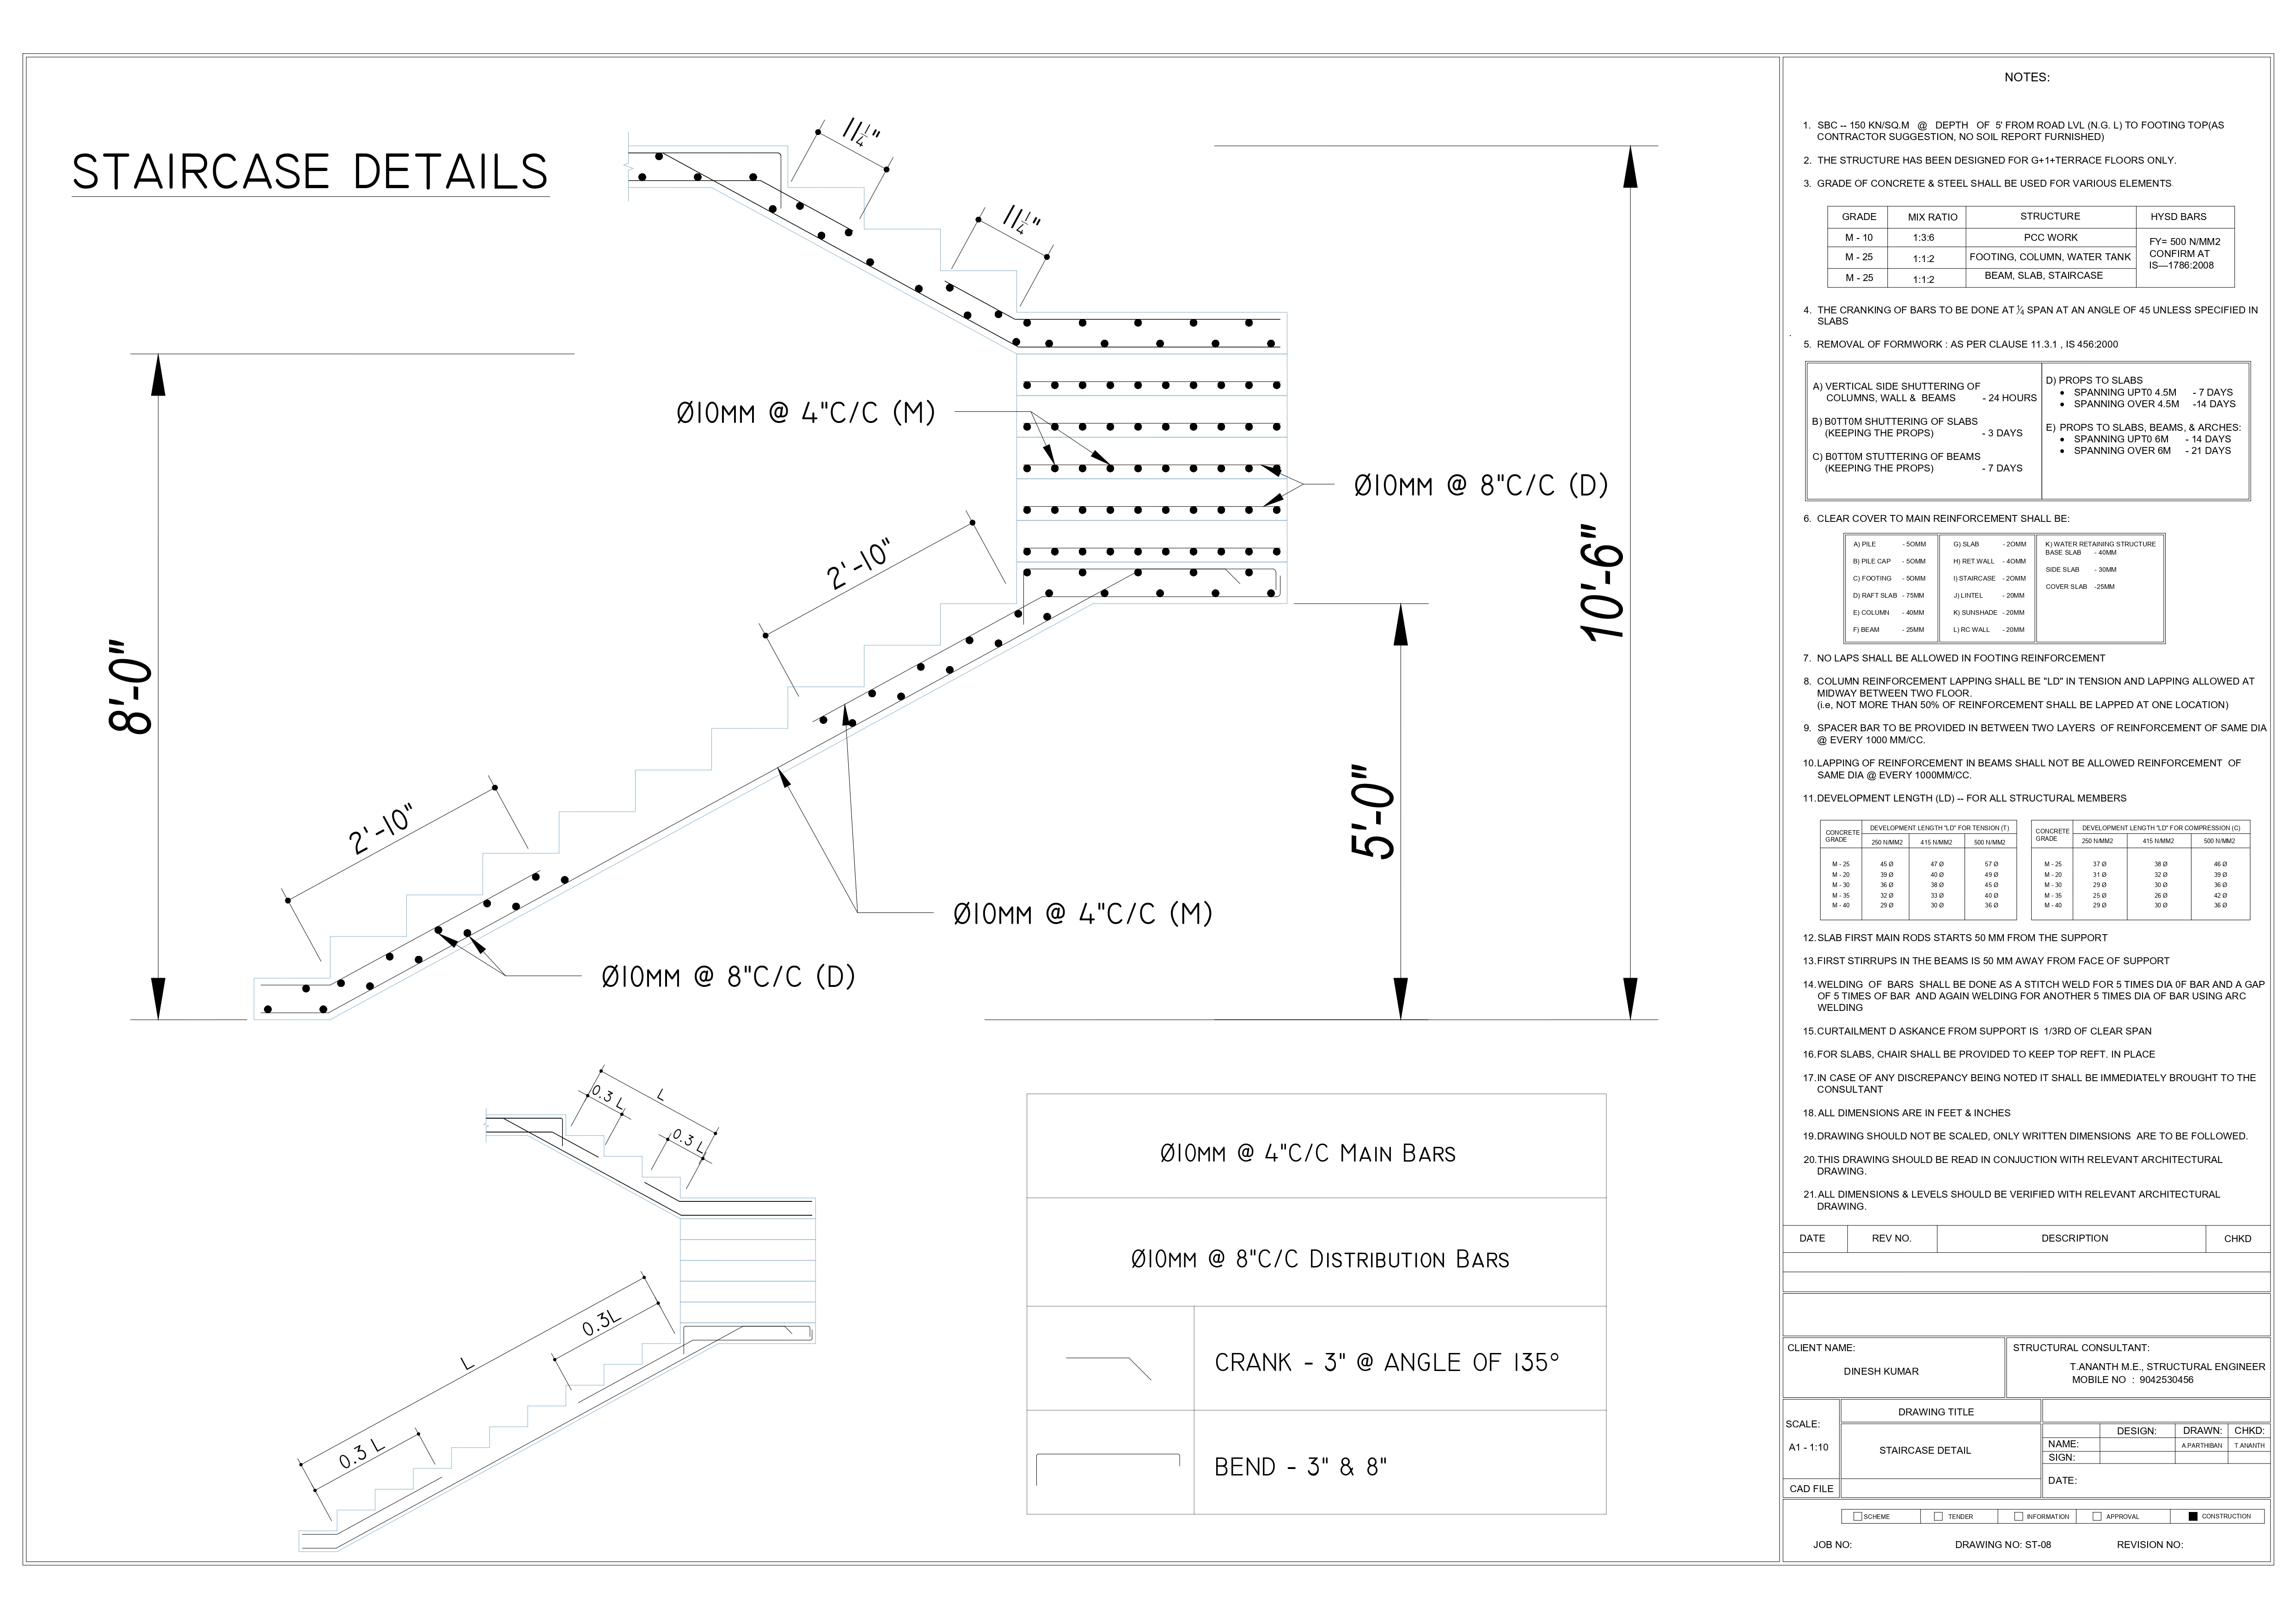 STAIRCASE DETAILS
11¼"
11¼"
Ø10MM @ 4"C/C (M)
Ø10MM @ 8"C/C (D)
2'-10"
10'-6"
8'-0"
2'-10"
5'-0"
Ø10MM @ 4"C/C (M)
Ø10MM @ 8"C/C (D)
L
0.3 L
0.3 L
0.3L
L
0.3 L
Ø10MM @ 4"C/C MAIN BARS
Ø10MM @ 8"C/C DISTRIBUTION BARS
CRANK - 3" @ ANGLE OF 135°
BEND - 3" & 8"
NOTES:
1. SBC -- 150 KN/SQ.M @ DEPTH OF 5' FROM ROAD LVL (N.G. L) TO FOOTING TOP(AS
CONTRACTOR SUGGESTION, NO SOIL REPORT FURNISHED)
2. THE STRUCTURE HAS BEEN DESIGNED FOR G+1+TERRACE FLOORS ONLY.
3. GRADE OF CONCRETE & STEEL SHALL BE USED FOR VARIOUS ELEMENTS.
GRADE MIX RATIO STRUCTURE HYSD BARS
M - 10 1:3:6 PCC WORK
M - 25 1:1:2 FOOTING, COLUMN, WATER TANK
M - 25 1:1:2 BEAM, SLAB, STAIRCASE
FY= 500 N/MM2
CONFIRM AT
IS—1786:2008
4. THE CRANKING OF BARS TO BE DONE AT ¼ SPAN AT AN ANGLE OF 45 UNLESS SPECIFIED IN
SLABS
5. REMOVAL OF FORMWORK : AS PER CLAUSE 11.3.1 , IS 456:2000
A) VERTICAL SIDE SHUTTERING OF
COLUMNS, WALL & BEAMS - 24 HOURS
B) B0TT0M SHUTTERING OF SLABS
(KEEPING THE PROPS) - 3 DAYS
C) B0TT0M STUTTERING OF BEAMS
(KEEPING THE PROPS) - 7 DAYS
D) PROPS TO SLABS
• SPANNING UPT0 4.5M - 7 DAYS
• SPANNING OVER 4.5M -14 DAYS
E) PROPS TO SLABS, BEAMS, & ARCHES:
• SPANNING UPT0 6M - 14 DAYS
• SPANNING OVER 6M - 21 DAYS
6. CLEAR COVER TO MAIN REINFORCEMENT SHALL BE:
A) PILE - 50MM
B) PILE CAP - 50MM
C) FOOTING - 50MM
D) RAFT SLAB - 75MM
E) COLUMN - 40MM
F) BEAM - 25MM
G) SLAB - 20MM
H) RET.WALL - 40MM
I) STAIRCASE - 20MM
J) LINTEL - 20MM
K) SUNSHADE - 20MM
L) RC WALL - 20MM
K) WATER RETAINING STRUCTURE
BASE SLAB - 40MM
SIDE SLAB - 30MM
COVER SLAB -25MM
7. NO LAPS SHALL BE ALLOWED IN FOOTING REINFORCEMENT
8. COLUMN REINFORCEMENT LAPPING SHALL BE "LD" IN TENSION AND LAPPING ALLOWED AT
MIDWAY BETWEEN TWO FLOOR.
(i.e, NOT MORE THAN 50% OF REINFORCEMENT SHALL BE LAPPED AT ONE LOCATION)
9. SPACER BAR TO BE PROVIDED IN BETWEEN TWO LAYERS OF REINFORCEMENT OF SAME DIA
@ EVERY 1000 MM/CC.
10.LAPPING OF REINFORCEMENT IN BEAMS SHALL NOT BE ALLOWED REINFORCEMENT OF
SAME DIA @ EVERY 1000MM/CC.
11.DEVELOPMENT LENGTH (LD) -- FOR ALL STRUCTURAL MEMBERS
CONCRETE GRADE DEVELOPMENT LENGTH "LD" FOR TENSION (T)
250 N/MM2 415 N/MM2 500 N/MM2
M - 25 45 Ø 47 Ø 57 Ø
M - 20 39 Ø 40 Ø 49 Ø
M - 30 36 Ø 38 Ø 45 Ø
M - 35 32 Ø 33 Ø 40 Ø
M - 40 29 Ø 30 Ø 36 Ø
CONCRETE GRADE DEVELOPMENT LENGTH "LD" FOR COMPRESSION (C)
250 N/MM2 415 N/MM2 500 N/MM2
M - 25 37 Ø 38 Ø 46 Ø
M - 20 31 Ø 32 Ø 39 Ø
M - 30 29 Ø 30 Ø 36 Ø
M - 35 25 Ø 26 Ø 42 Ø
M - 40 29 Ø 30 Ø 36 Ø
12.SLAB FIRST MAIN RODS STARTS 50 MM FROM THE SUPPORT
13.FIRST STIRRUPS IN THE BEAMS IS 50 MM AWAY FROM FACE OF SUPPORT
14.WELDING OF BARS SHALL BE DONE AS A STITCH WELD FOR 5 TIMES DIA 0F BAR AND A GAP
OF 5 TIMES OF BAR AND AGAIN WELDING FOR ANOTHER 5 TIMES DIA OF BAR USING ARC
WELDING
15.CURTAILMENT D ASKANCE FROM SUPPORT IS 1/3RD OF CLEAR SPAN
16.FOR SLABS, CHAIR SHALL BE PROVIDED TO KEEP TOP REFT. IN PLACE
17.IN CASE OF ANY DISCREPANCY BEING NOTED IT SHALL BE IMMEDIATELY BROUGHT TO THE
CONSULTANT
18.ALL DIMENSIONS ARE IN FEET & INCHES
19.DRAWING SHOULD NOT BE SCALED, ONLY WRITTEN DIMENSIONS ARE TO BE FOLLOWED.
20.THIS DRAWING SHOULD BE READ IN CONJUCTION WITH RELEVANT ARCHITECTURAL
DRAWING.
21.ALL DIMENSIONS & LEVELS SHOULD BE VERIFIED WITH RELEVANT ARCHITECTURAL
DRAWING.
DATE REV NO. DESCRIPTION CHKD
CLIENT NAME:
DINESH KUMAR
STRUCTURAL CONSULTANT:
T.ANANTH M.E., STRUCTURAL ENGINEER
MOBILE NO : 9042530456
SCALE:
A1 - 1:10
DRAWING TITLE
STAIRCASE DETAIL
CAD FILE
DESIGN: DRAWN: CHKD:
NAME: A.PARTHIBAN T.ANANTH
SIGN:
DATE:
SCHEME TENDER INFORMATION APPROVAL CONSTRUCTION
JOB NO: DRAWING NO: ST-08 REVISION NO: